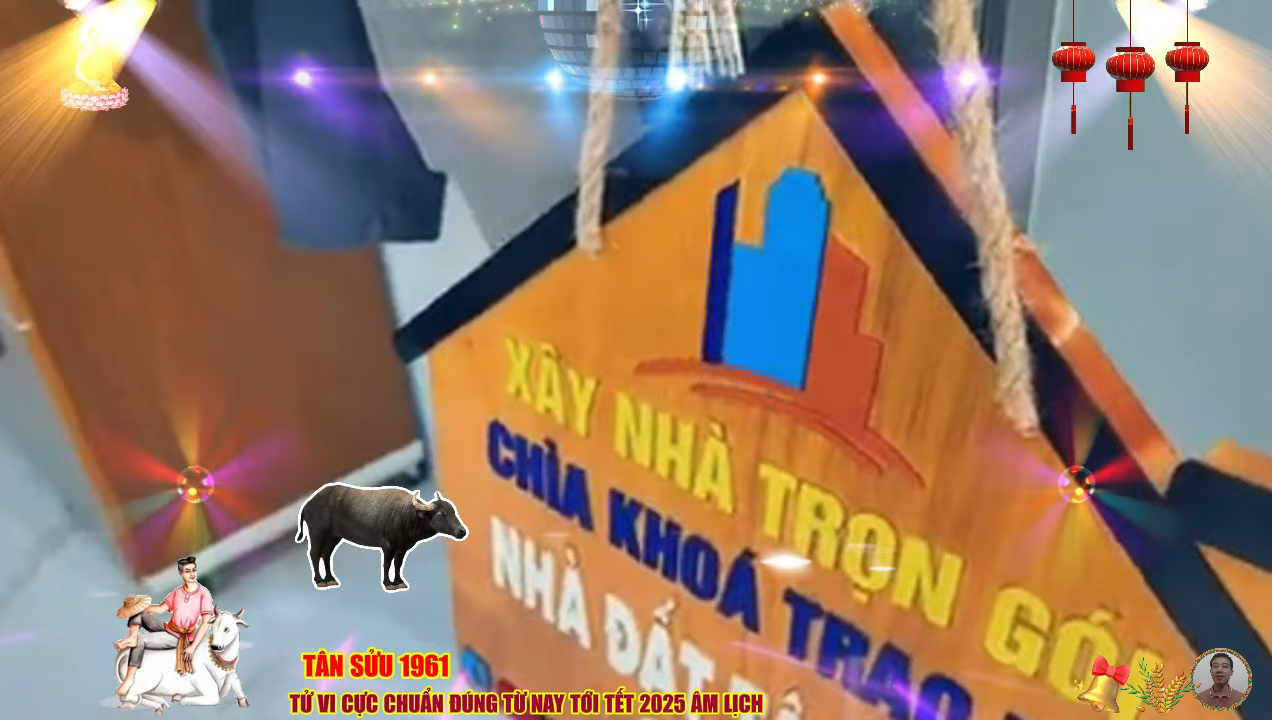 XÂY NHÀ TRỌN GÓI
CHÌA KHOÁ TRAO
NHÀ ĐẤT
TÂN SỬU 1961
TỬ VI CỰC CHUẨN ĐÚNG TỪ NAY TỚI TẾT 2025 ÂM LỊCH